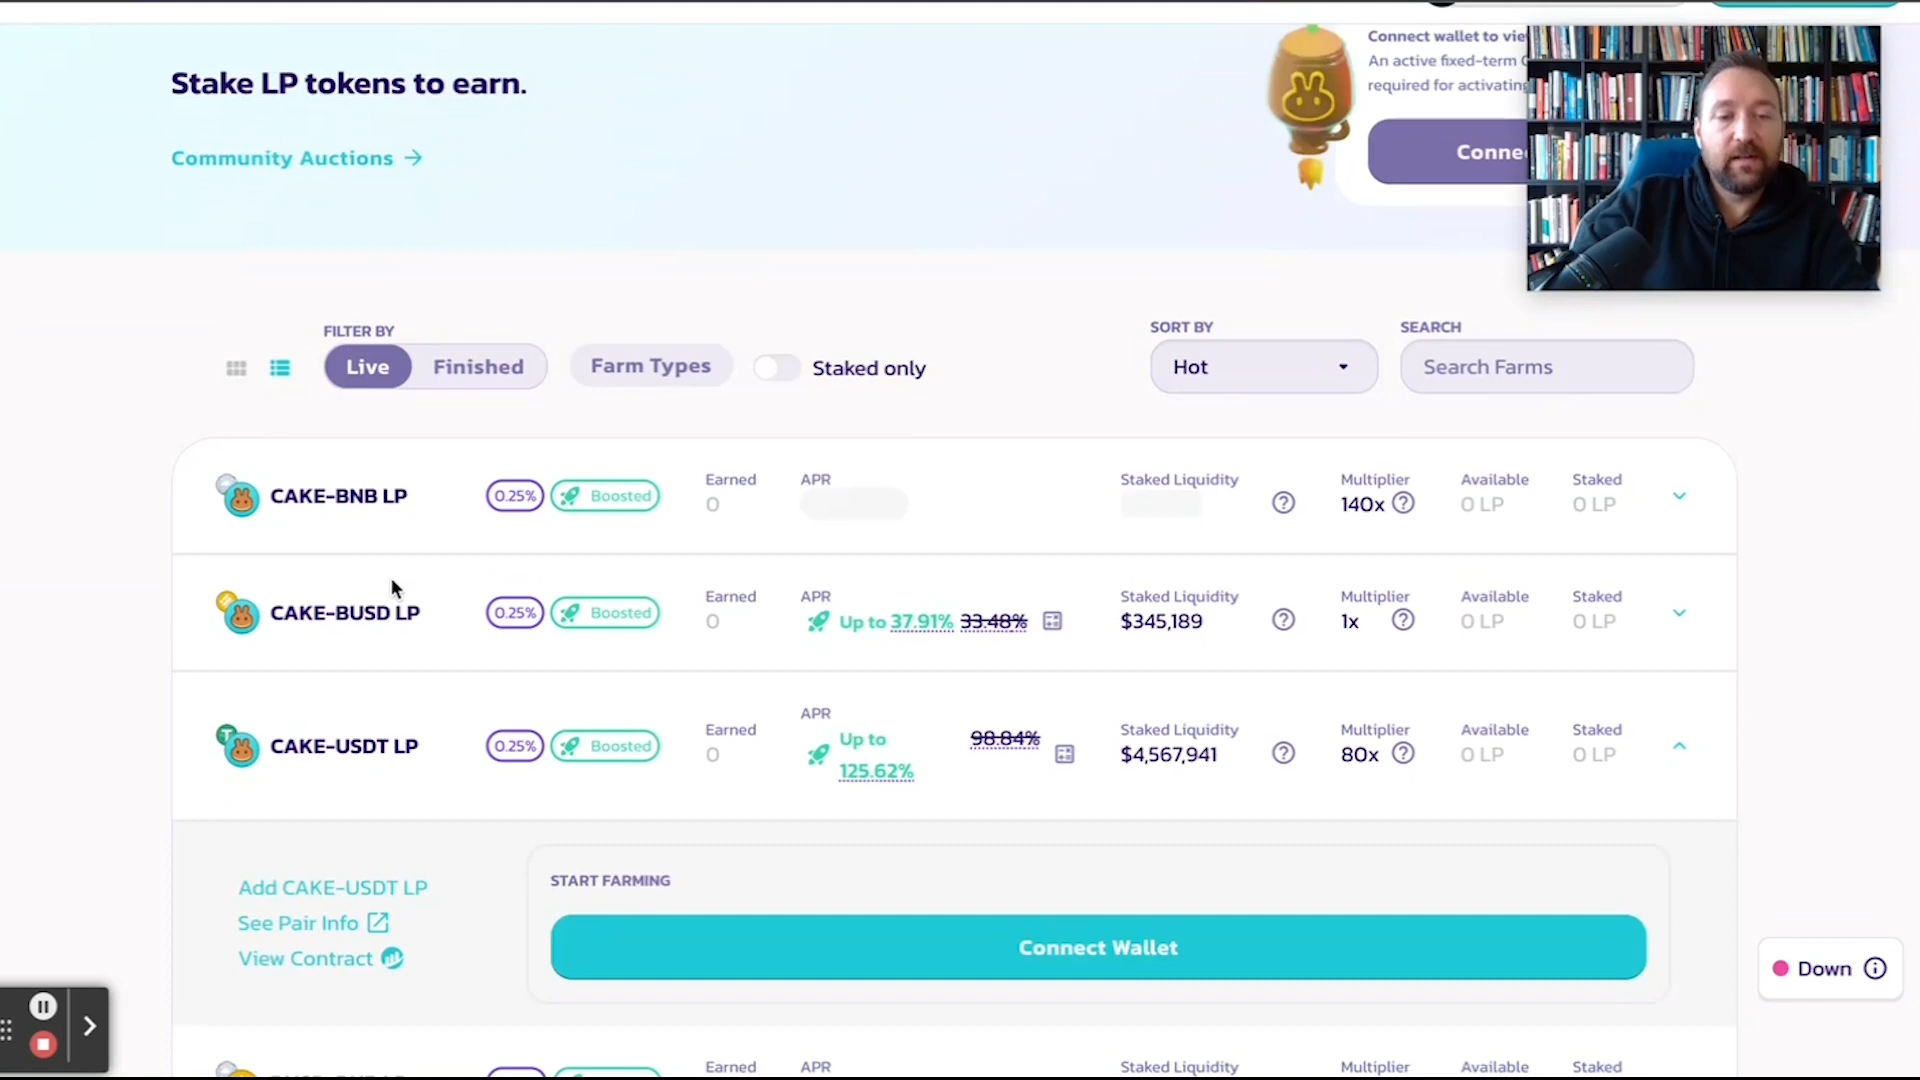 Connect wallet to vie
An active fixed-term
required for activating
Stake LP tokens to earn.
Community Auctions →
Conne
FILTER BY
Live Finished
Farm Types
Staked only
SORT BY
Hot
SEARCH
Search Farms
CAKE-BNB LP
0.25% Boosted
Earned
0
APR
Staked Liquidity
Multiplier
140x
Available
0 LP
Staked
0 LP
CAKE-BUSD LP
0.25% Boosted
Earned
0
APR
Up to 37.91% 33.48%
Staked Liquidity
$345,189
Multiplier
1x
Available
0 LP
Staked
0 LP
CAKE-USDT LP
0.25% Boosted
Earned
0
APR
Up to
125.62%
98.84%
Staked Liquidity
$4,567,941
Multiplier
80x
Available
0 LP
Staked
0 LP
Add CAKE-USDT LP
See Pair Info
View Contract
START FARMING
Connect Wallet
Down
Earned
APR
Staked Liquidity
Multiplier
Available
Staked